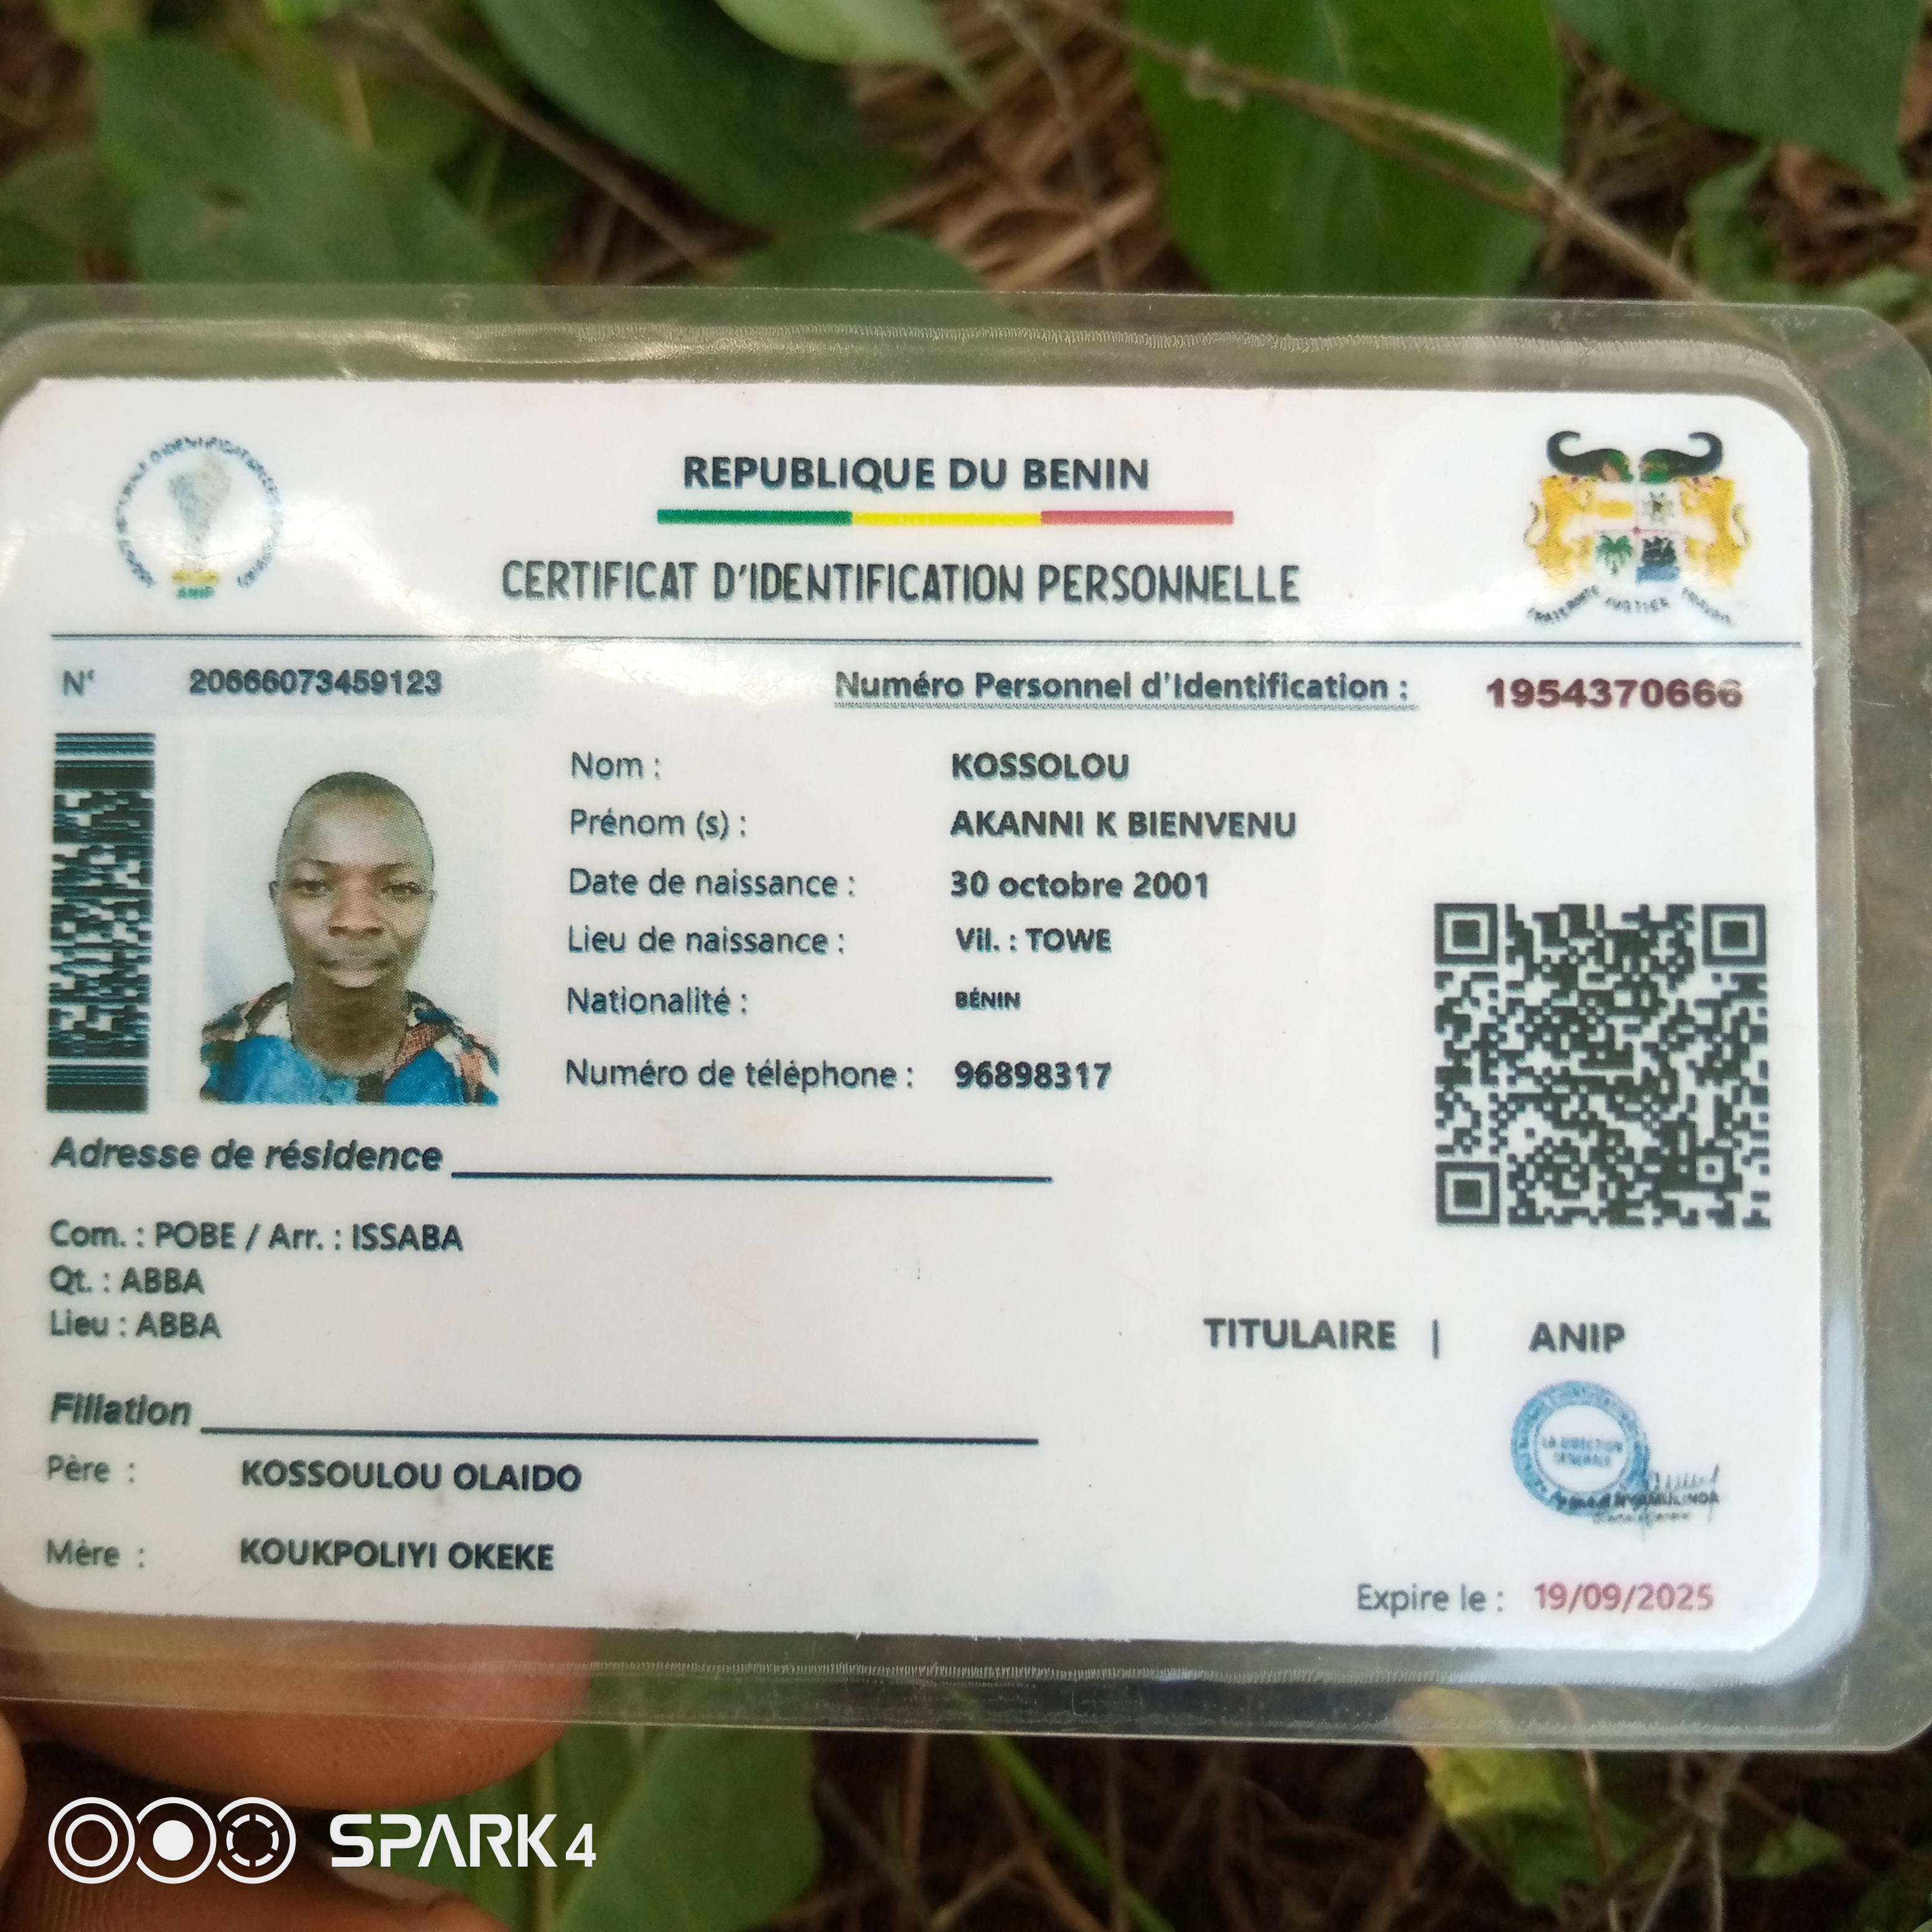 REPUBLIQUE DU BENIN
CERTIFICAT D'IDENTIFICATION PERSONNELLE
ANIP
FRATERNITE JUSTICE TRAVAIL
N° 20666073459123
Numéro Personnel d'Identification : 1954370666
Nom : KOSSOLOU
Prénom (s) : AKANNI K BIENVENU
Date de naissance : 30 octobre 2001
Lieu de naissance : Vil. : TOWE
Nationalité : BÉNIN
Numéro de téléphone : 96898317
Adresse de résidence
Com. : POBE / Arr. : ISSABA
Qt. : ABBA
Lieu : ABBA
TITULAIRE | ANIP
LA DIRECTION
GENERALE
Filiation
Père : KOSSOULOU OLAIDO
Mère : KOUKPOLIYI OKEKE
Expire le : 19/09/2025
SPARK 4